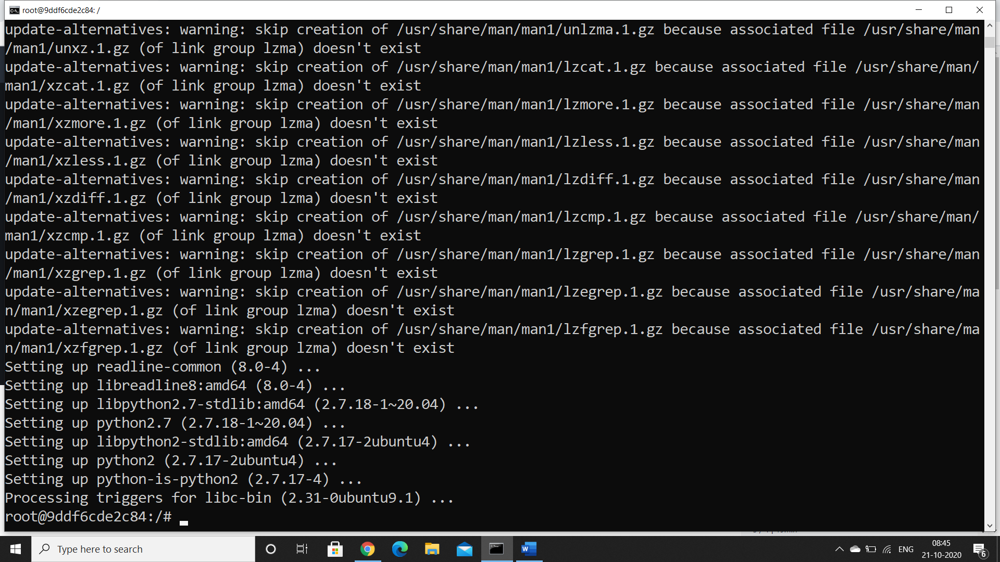 root@9ddf6cde2c84: /
update-alternatives: warning: skip creation of /usr/share/man/man1/unlzma.1.gz because associated file /usr/share/man
/man1/unxz.1.gz (of link group lzma) doesn't exist
update-alternatives: warning: skip creation of /usr/share/man/man1/lzcat.1.gz because associated file /usr/share/man/
man1/xzcat.1.gz (of link group lzma) doesn't exist
update-alternatives: warning: skip creation of /usr/share/man/man1/lzmore.1.gz because associated file /usr/share/man
/man1/xzmore.1.gz (of link group lzma) doesn't exist
update-alternatives: warning: skip creation of /usr/share/man/man1/lzless.1.gz because associated file /usr/share/man
/man1/xzless.1.gz (of link group lzma) doesn't exist
update-alternatives: warning: skip creation of /usr/share/man/man1/lzdiff.1.gz because associated file /usr/share/man
/man1/xzdiff.1.gz (of link group lzma) doesn't exist
update-alternatives: warning: skip creation of /usr/share/man/man1/lzcmp.1.gz because associated file /usr/share/man/
man1/xzcmp.1.gz (of link group lzma) doesn't exist
update-alternatives: warning: skip creation of /usr/share/man/man1/lzgrep.1.gz because associated file /usr/share/man
/man1/xzgrep.1.gz (of link group lzma) doesn't exist
update-alternatives: warning: skip creation of /usr/share/man/man1/lzegrep.1.gz because associated file /usr/share/ma
n/man1/xzegrep.1.gz (of link group lzma) doesn't exist
update-alternatives: warning: skip creation of /usr/share/man/man1/lzfgrep.1.gz because associated file /usr/share/ma
n/man1/xzfgrep.1.gz (of link group lzma) doesn't exist
Setting up readline-common (8.0-4) ...
Setting up libreadline8:amd64 (8.0-4) ...
Setting up libpython2.7-stdlib:amd64 (2.7.18-1~20.04) ...
Setting up python2.7 (2.7.18-1~20.04) ...
Setting up libpython2-stdlib:amd64 (2.7.17-2ubuntu4) ...
Setting up python2 (2.7.17-2ubuntu4) ...
Setting up python-is-python2 (2.7.17-4) ...
Processing triggers for libc-bin (2.31-0ubuntu9.1) ...
root@9ddf6cde2c84:/#
Type here to search
ENG
08:45
21-10-2020
6